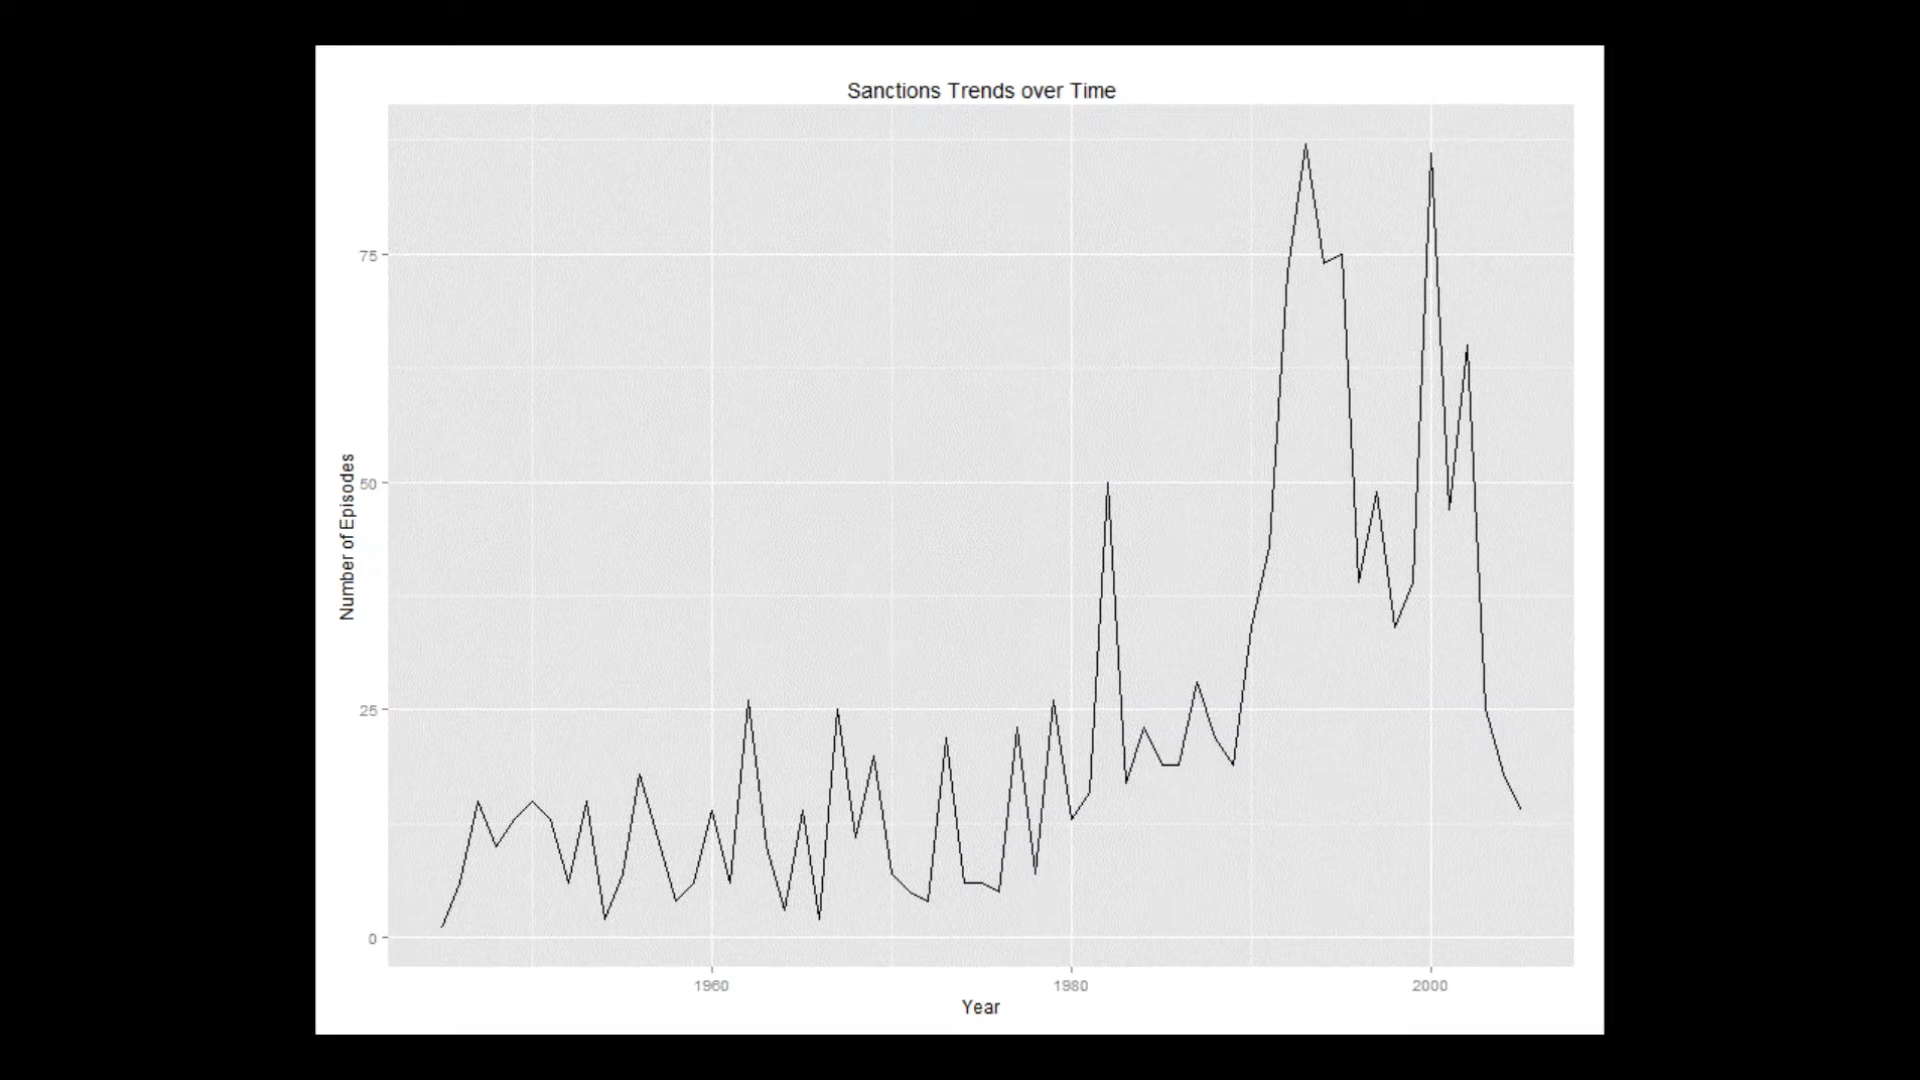 Sanctions Trends over Time
75
50
25
0
Number of Episodes
1960
1980
2000
Year